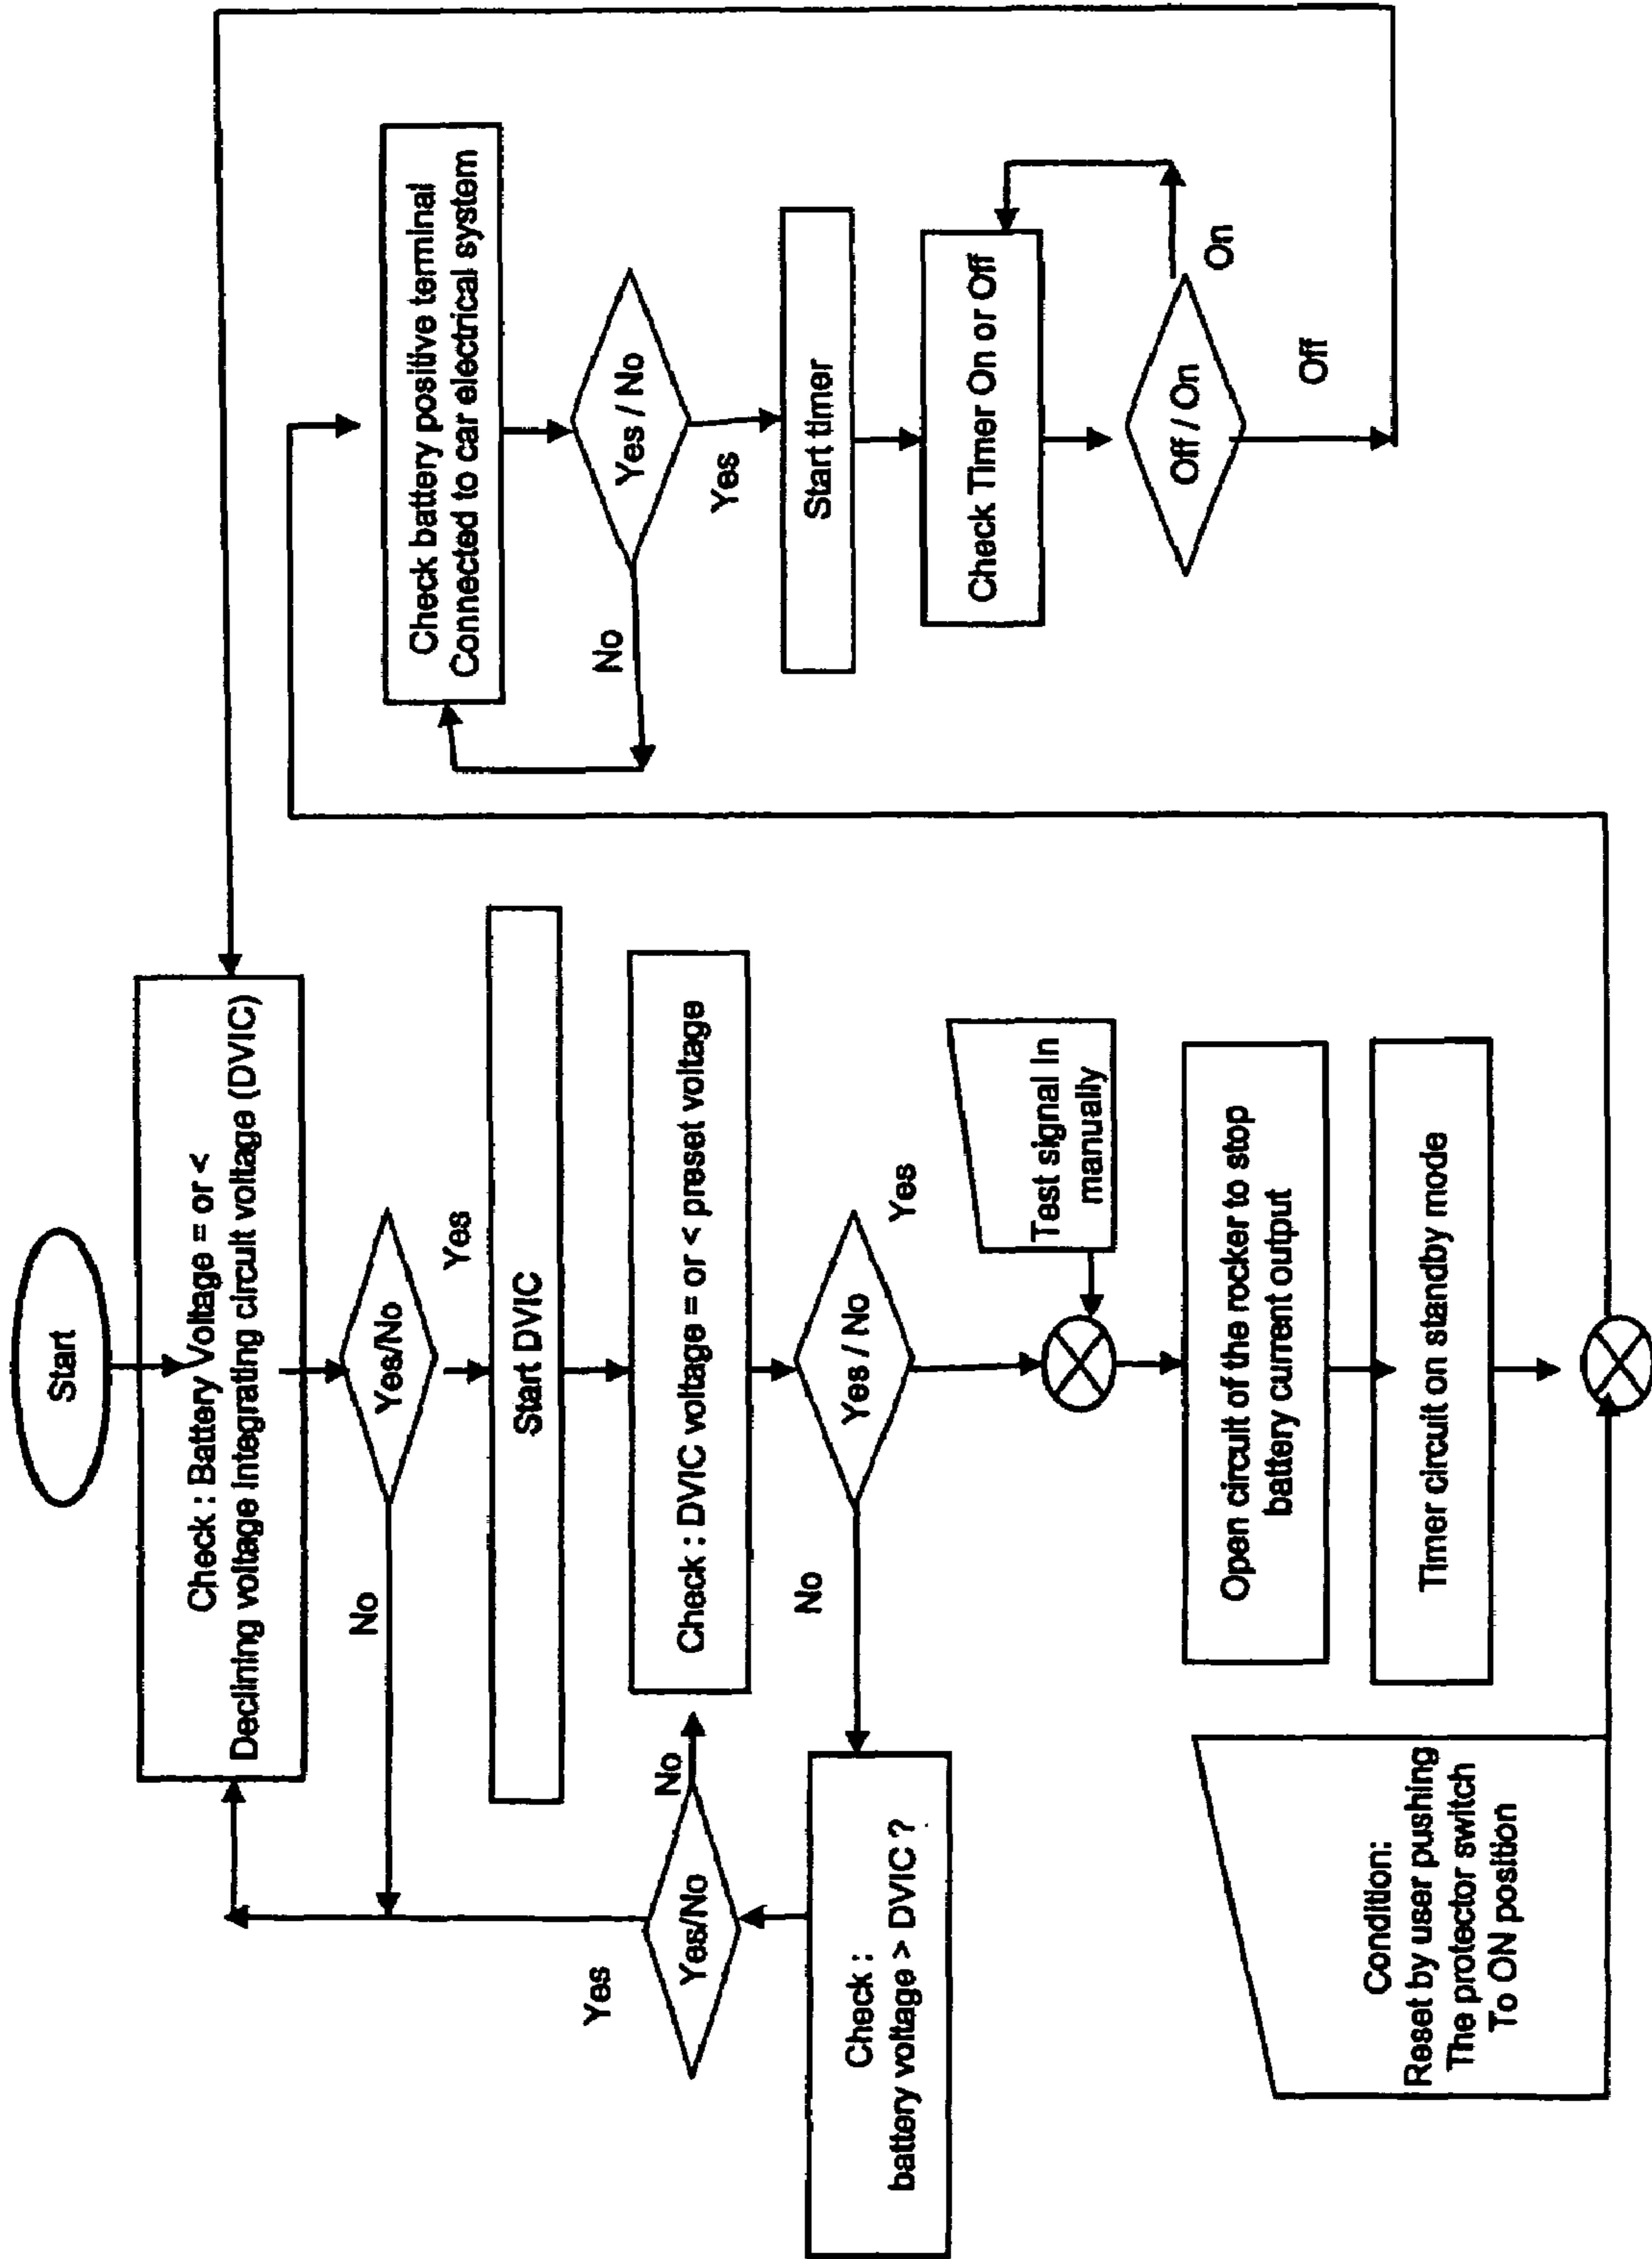 Start
Check : Battery Voltage = or <
Declining voltage Integrating circuit voltage (DVIC)
Yes/No
No
Yes
Start DVIC
Check : DVIC voltage = or < preset voltage
Yes / No
No
Yes
Check :
battery voltage > DVIC ?
Yes/No
Yes
No
Test signal in
manually
Open circuit of the rocker to stop
battery current output
Timer circuit on standby mode
Condition:
Reset by user pushing
The protector switch
To ON position
Check battery positive terminal
Connected to car electrical system
Yes / No
No
Yes
Start timer
Check Timer On or Off
Off / On
On
Off